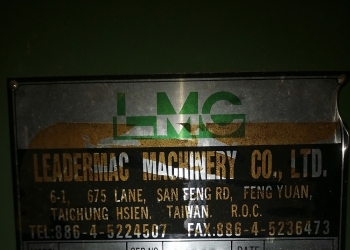 LMC
LEADERMAC MACHINERY CO., LTD.
6-1, 675 LANE, SAN FENG RD, FENG YUAN,
TAICHUNG HSIEN. TAIWAN. R.O.C.
TEL:886-4-5224507 FAX:886-4-5236473